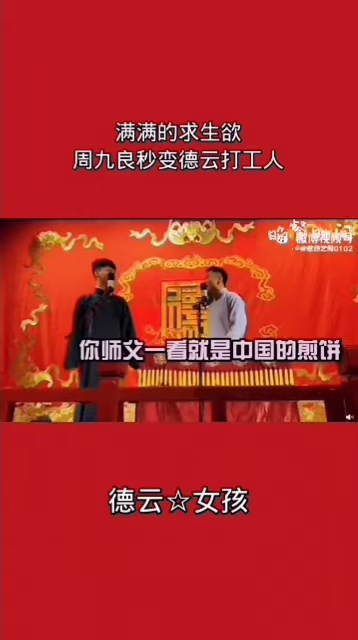 满满的求生欲
周九良秒变德云打工人
你师父一看就是中国的煎饼
德云☆女孩